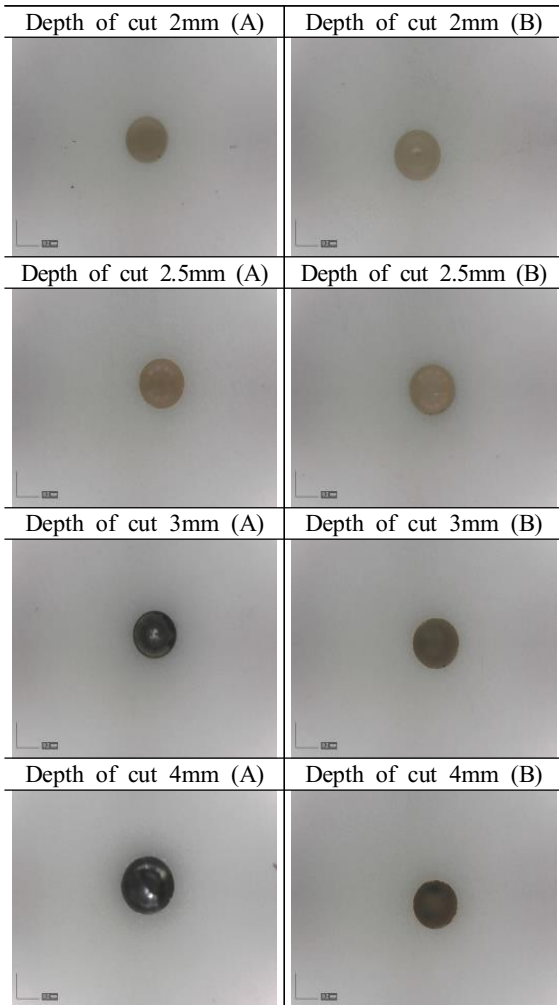 Depth of cut 2mm (A)
Depth of cut 2mm (B)
Depth of cut 2.5mm (A)
Depth of cut 2.5mm (B)
Depth of cut 3mm (A)
Depth of cut 3mm (B)
Depth of cut 4mm (A)
Depth of cut 4mm (B)